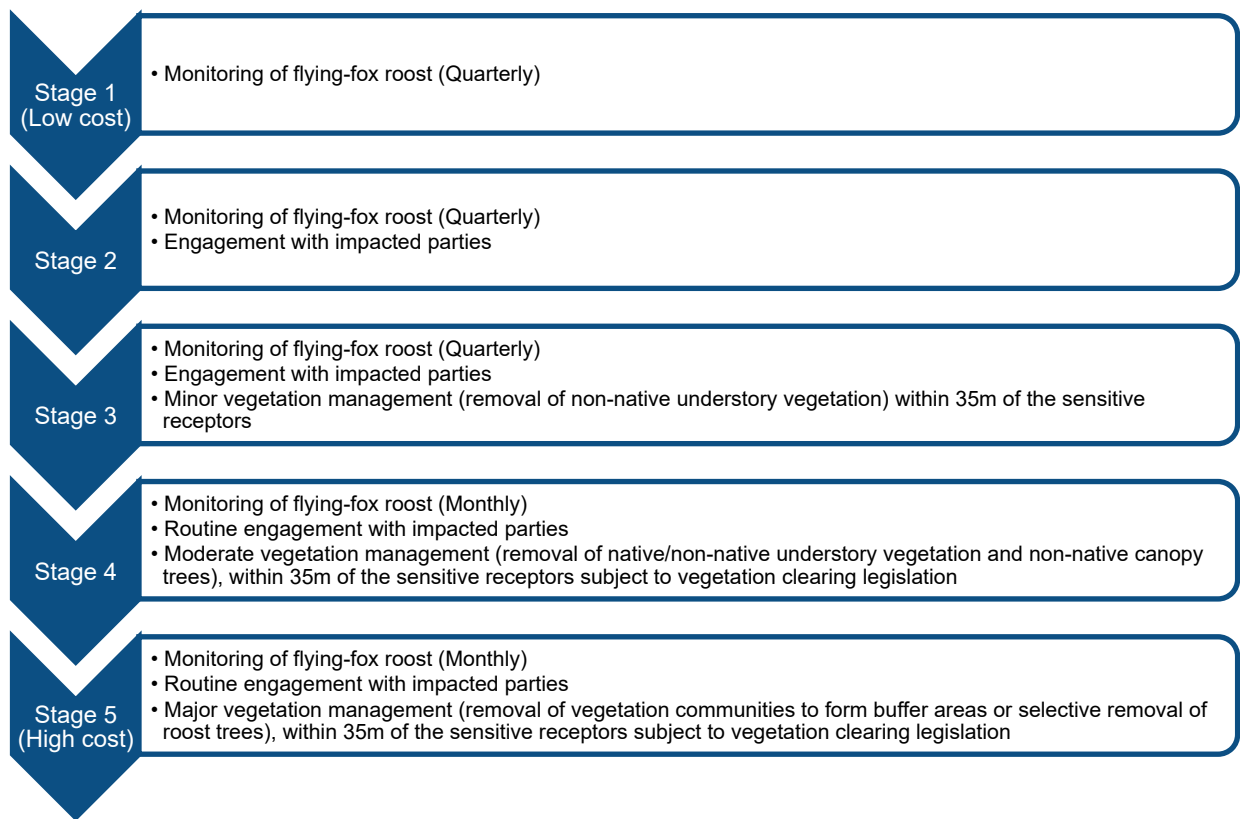 Stage 1
(Low cost)
• Monitoring of flying-fox roost (Quarterly)
Stage 2
• Monitoring of flying-fox roost (Quarterly)
• Engagement with impacted parties
Stage 3
• Monitoring of flying-fox roost (Quarterly)
• Engagement with impacted parties
• Minor vegetation management (removal of non-native understory vegetation) within 35m of the sensitive
receptors
Stage 4
• Monitoring of flying-fox roost (Monthly)
• Routine engagement with impacted parties
• Moderate vegetation management (removal of native/non-native understory vegetation and non-native canopy
trees), within 35m of the sensitive receptors subject to vegetation clearing legislation
Stage 5
(High cost)
• Monitoring of flying-fox roost (Monthly)
• Routine engagement with impacted parties
• Major vegetation management (removal of vegetation communities to form buffer areas or selective removal of
roost trees), within 35m of the sensitive receptors subject to vegetation clearing legislation